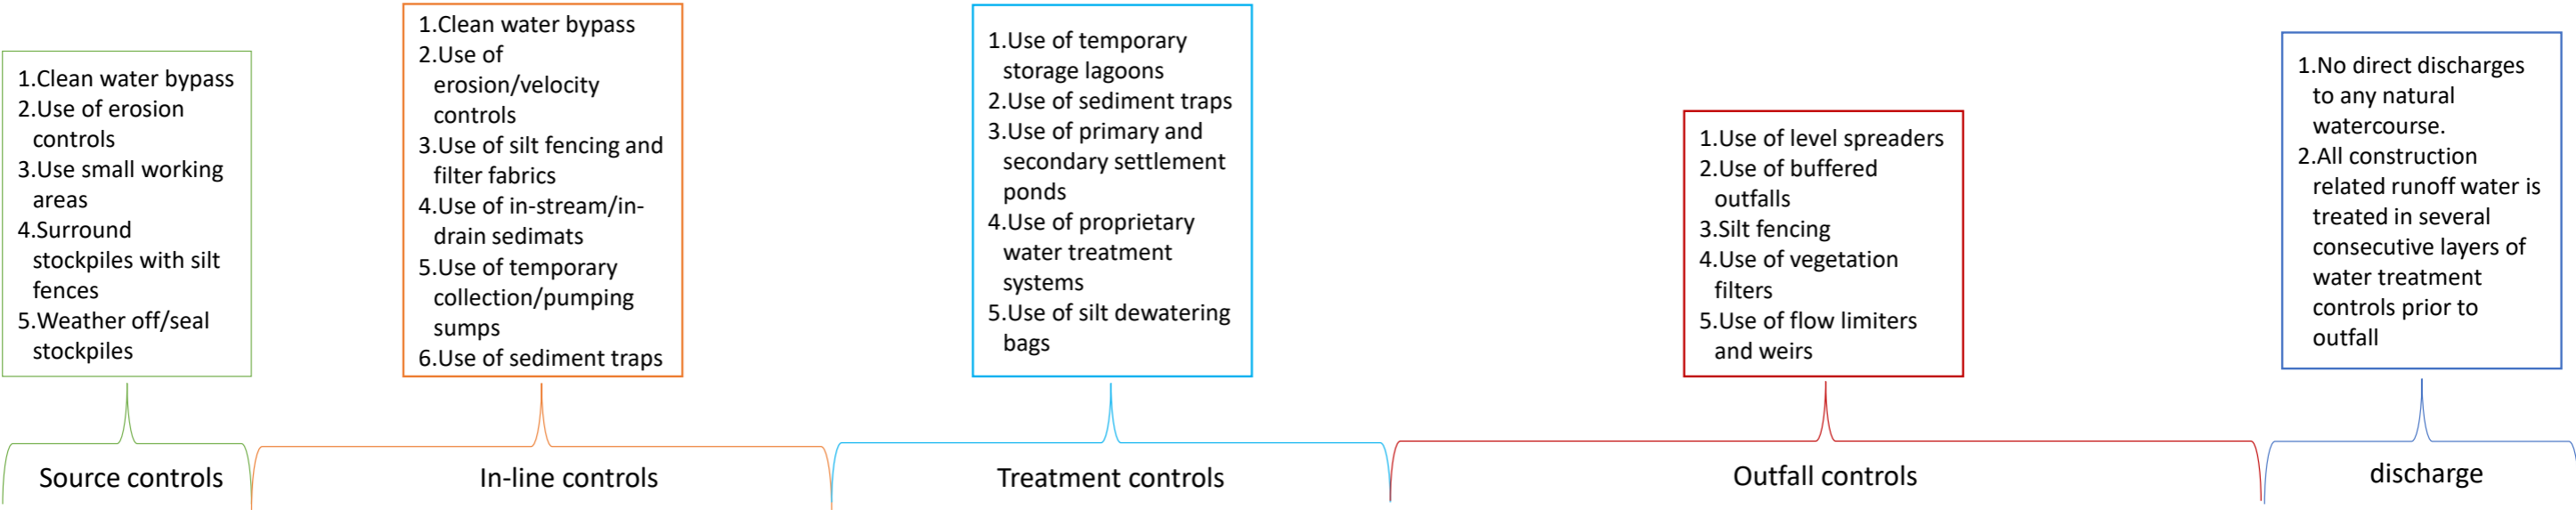 1.Clean water bypass
2.Use of erosion
controls
3.Use small working
areas
4.Surround
stockpiles with silt
fences
5.Weather off/seal
stockpiles
Source controls
1.Clean water bypass
2.Use of
erosion/velocity
controls
3.Use of silt fencing and
filter fabrics
4.Use of in-stream/in-
drain sedimats
5.Use of temporary
collection/pumping
sumps
6.Use of sediment traps
In-line controls
1.Use of temporary
storage lagoons
2.Use of sediment traps
3.Use of primary and
secondary settlement
ponds
4.Use of proprietary
water treatment
systems
5.Use of silt dewatering
bags
Treatment controls
1.Use of level spreaders
2.Use of buffered
outfalls
3.Silt fencing
4.Use of vegetation
filters
5.Use of flow limiters
and weirs
Outfall controls
1.No direct discharges
to any natural
watercourse.
2.All construction
related runoff water is
treated in several
consecutive layers of
water treatment
controls prior to
outfall
discharge